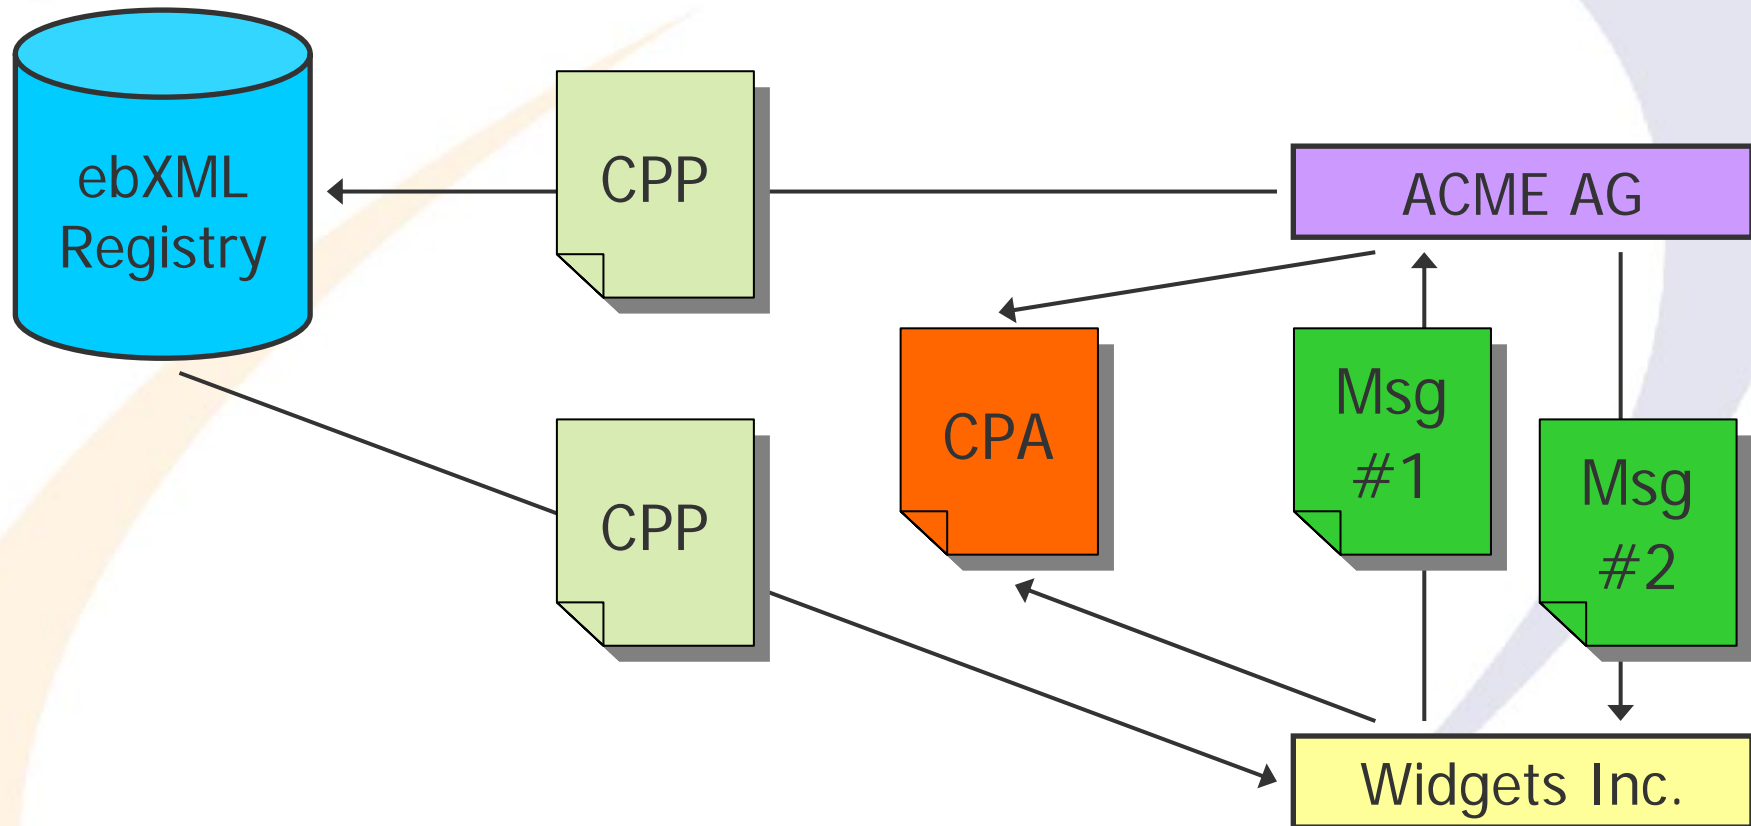 ebXML
Registry
CPP
ACME AG
CPP
CPA
Msg
#1
Msg
#2
Widgets Inc.